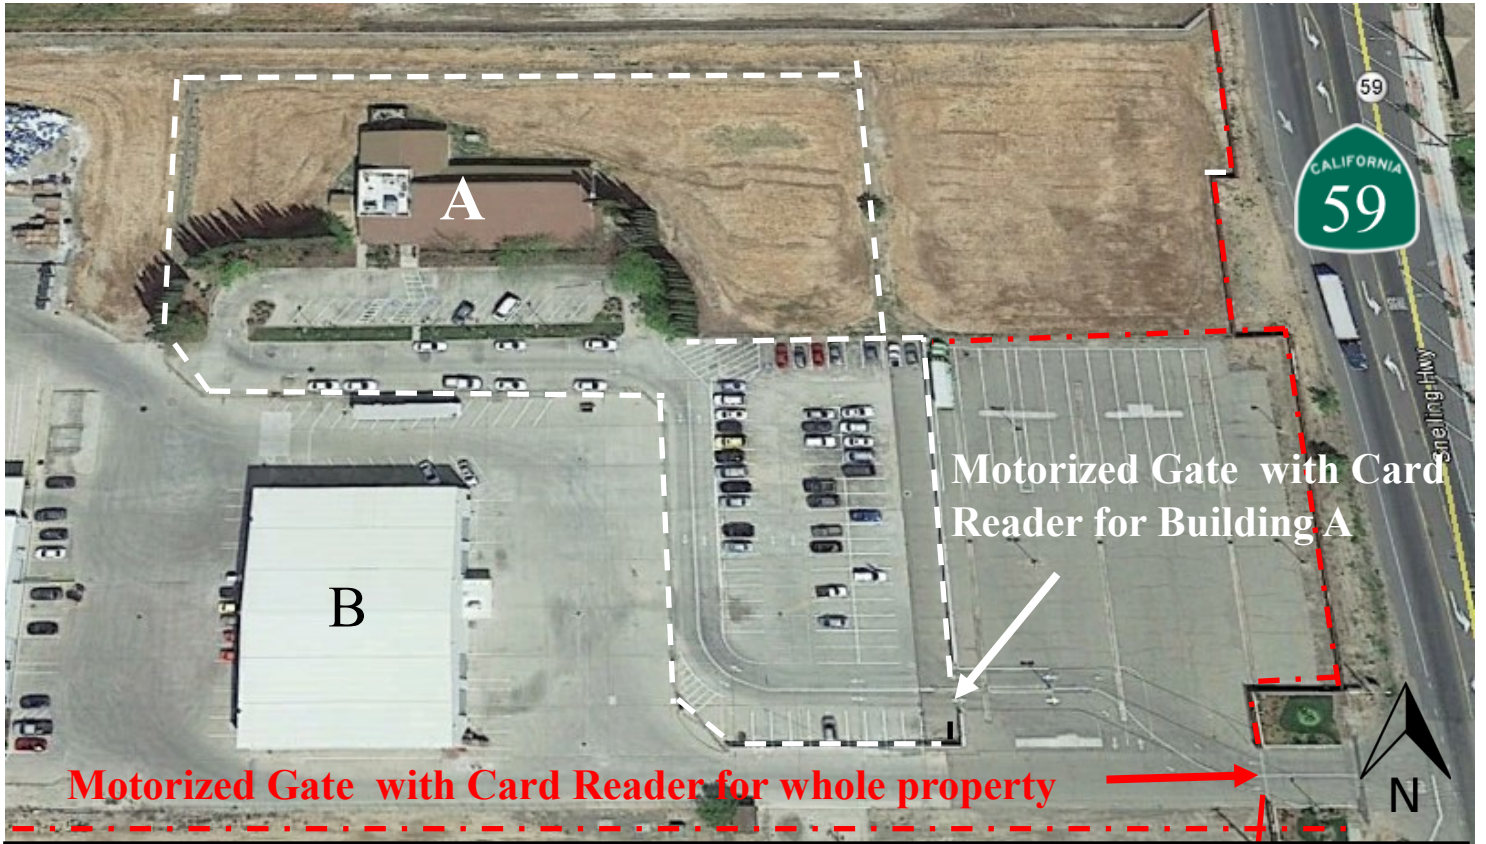 59
CALIFORNIA
59
A
Snelling Hwy
Motorized Gate with Card
Reader for Building A
B
Motorized Gate with Card Reader for whole property
N